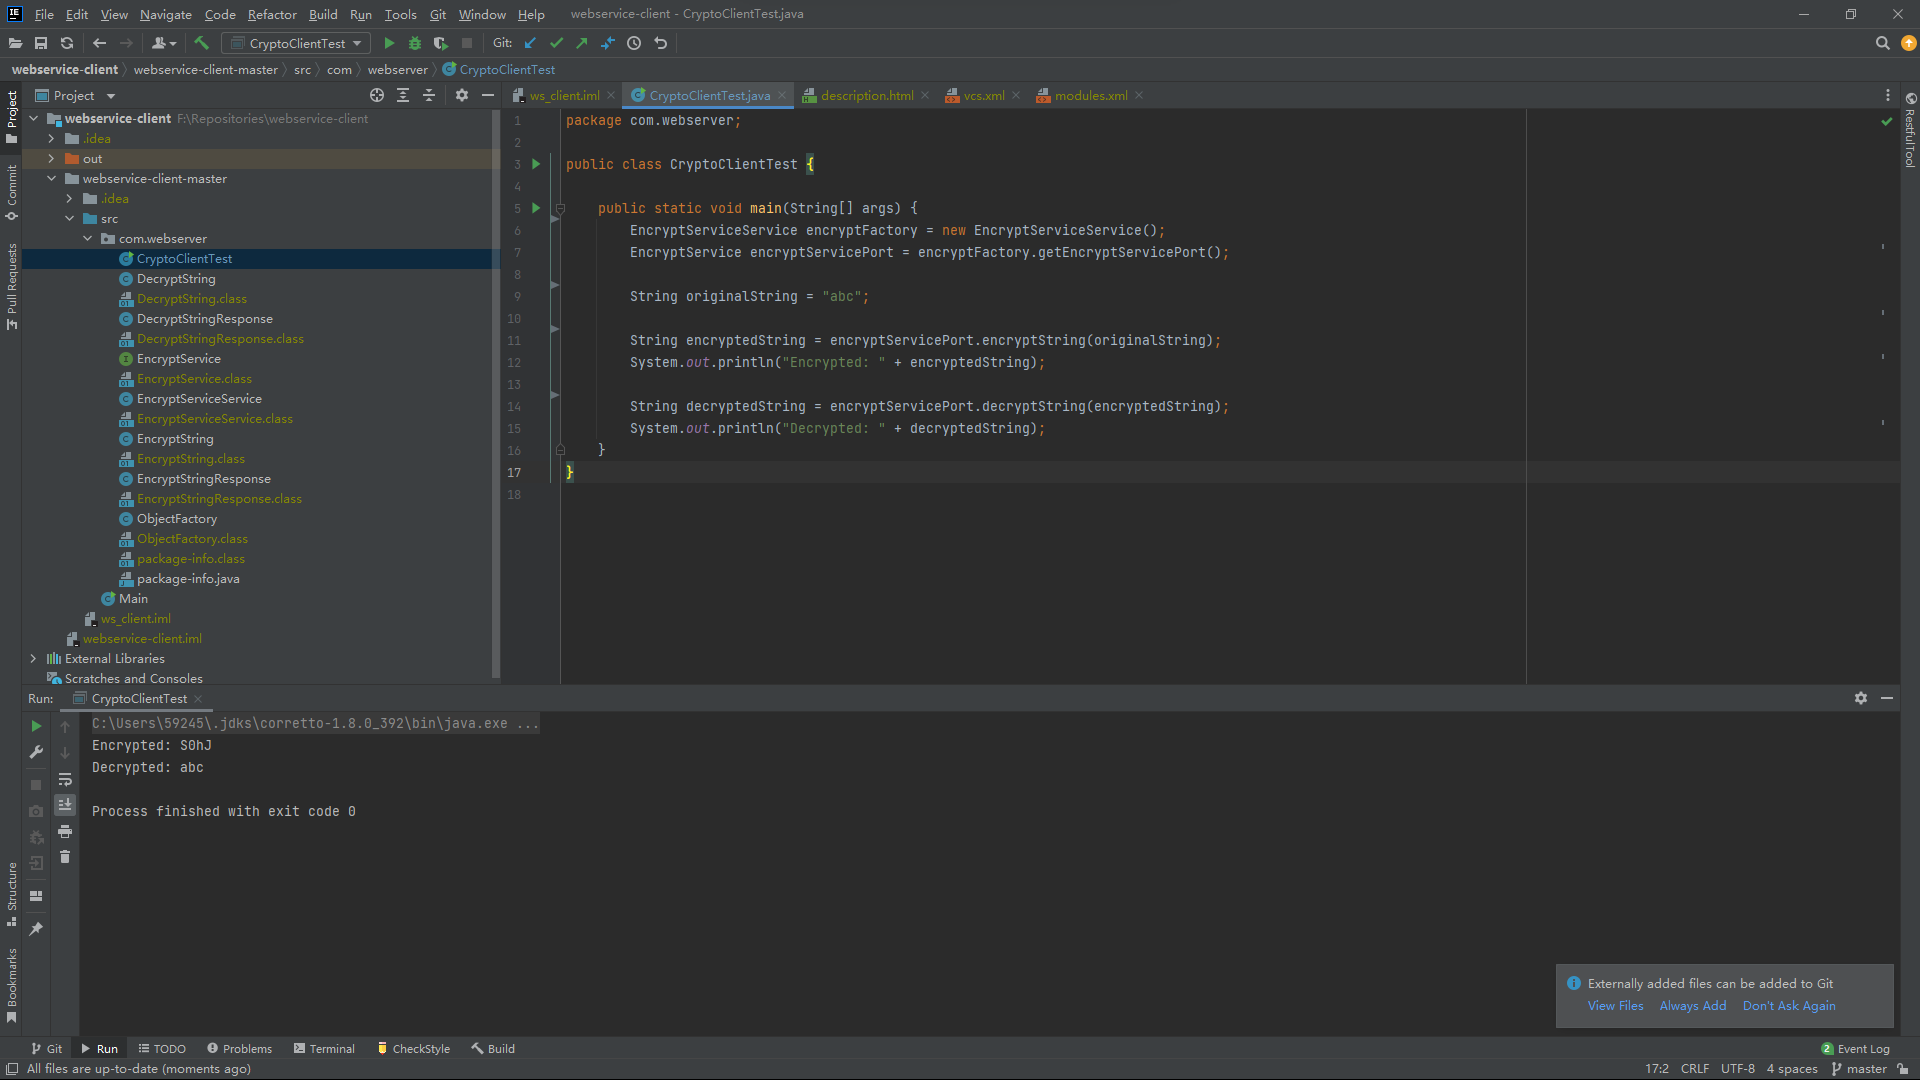 File Edit View Navigate Code Refactor Build Run Tools Git Window Help webservice-client - CryptoClientTest.java
CryptoClientTest Git:
webservice-client webservice-client-master src com webserver CryptoClientTest
Project
ws_client.iml CryptoClientTest.java description.html vcs.xml modules.xml
Project
Commit
Pull Requests
Structure
Bookmarks
RestfulTool
webservice-client F:\Repositories\webservice-client
.idea
out
webservice-client-master
.idea
src
com.webserver
CryptoClientTest
DecryptString
DecryptString.class
DecryptStringResponse
DecryptStringResponse.class
EncryptService
EncryptService.class
EncryptServiceService
EncryptServiceService.class
EncryptString
EncryptString.class
EncryptStringResponse
EncryptStringResponse.class
ObjectFactory
ObjectFactory.class
package-info.class
package-info.java
Main
ws_client.iml
webservice-client.iml
External Libraries
Scratches and Consoles
1 package com.webserver;
2
3 public class CryptoClientTest {
4
5 public static void main(String[] args) {
6 EncryptServiceService encryptFactory = new EncryptServiceService();
7 EncryptService encryptServicePort = encryptFactory.getEncryptServicePort();
8
9 String originalString = "abc";
10
11 String encryptedString = encryptServicePort.encryptString(originalString);
12 System.out.println("Encrypted: " + encryptedString);
13
14 String decryptedString = encryptServicePort.decryptString(encryptedString);
15 System.out.println("Decrypted: " + decryptedString);
16 }
17 }
18
Run: CryptoClientTest
C:\Users\59245\.jdks\corretto-1.8.0_392\bin\java.exe ...
Encrypted: S0hJ
Decrypted: abc
Process finished with exit code 0
Externally added files can be added to Git
View Files Always Add Don't Ask Again
Git Run TODO Problems Terminal CheckStyle Build 2 Event Log
All files are up-to-date (moments ago) 17:2 CRLF UTF-8 4 spaces master